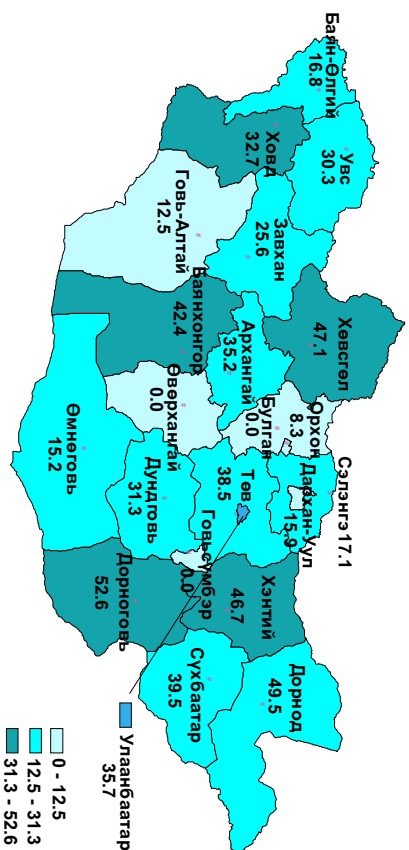 Баян-Өлгий
16.8
Увс
30.3
Ховд
32.7
Говь-Алтай
12.5
Завхан
25.6
Хөвсгөл
47.1
Баянхонгор
42.4
Архангай
35.2
Өверхангай
0.0
Булган
0.0
Орхон
8.3
Дархан-Уул
15.9
Сэлэнгэ 17.1
Төв
38.5
Өмнөговь
15.2
Дундговь
31.3
Говьсүмбэр
0.0
Дорноговь
52.6
Хэнтий
46.7
Сүхбаатар
39.5
Дорнод
49.5
Улаанбаатар
35.7
0 - 12.5
12.5 - 31.3
31.3 - 52.6